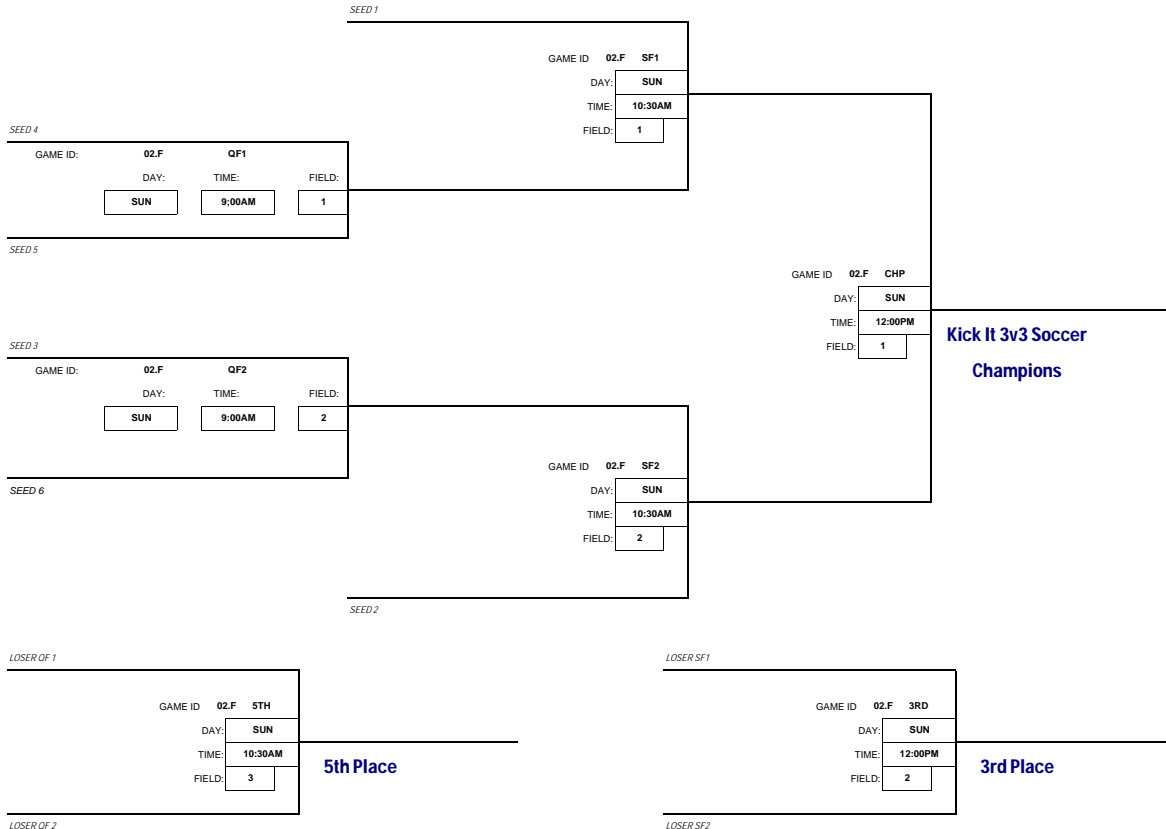 SEED 1
GAME ID 02.F SF1
DAY: SUN
TIME: 10:30AM
FIELD: 1
SEED 4
GAME ID: 02.F QF1
DAY: TIME: FIELD:
SUN 9;00AM 1
SEED 5
GAME ID 02.F CHP
DAY: SUN
TIME: 12:00PM
FIELD: 1
Kick It 3v3 Soccer
Champions
SEED 3
GAME ID: 02.F QF2
DAY: TIME: FIELD:
SUN 9:00AM 2
SEED 6
GAME ID 02.F SF2
DAY: SUN
TIME: 10:30AM
FIELD: 2
SEED 2
LOSER QF 1
GAME ID 02.F 5TH
DAY: SUN
TIME: 10:30AM
FIELD: 3
5th Place
LOSER QF 2
LOSER SF1
GAME ID 02.F 3RD
DAY: SUN
TIME: 12:00PM
FIELD: 2
3rd Place
LOSER SF2